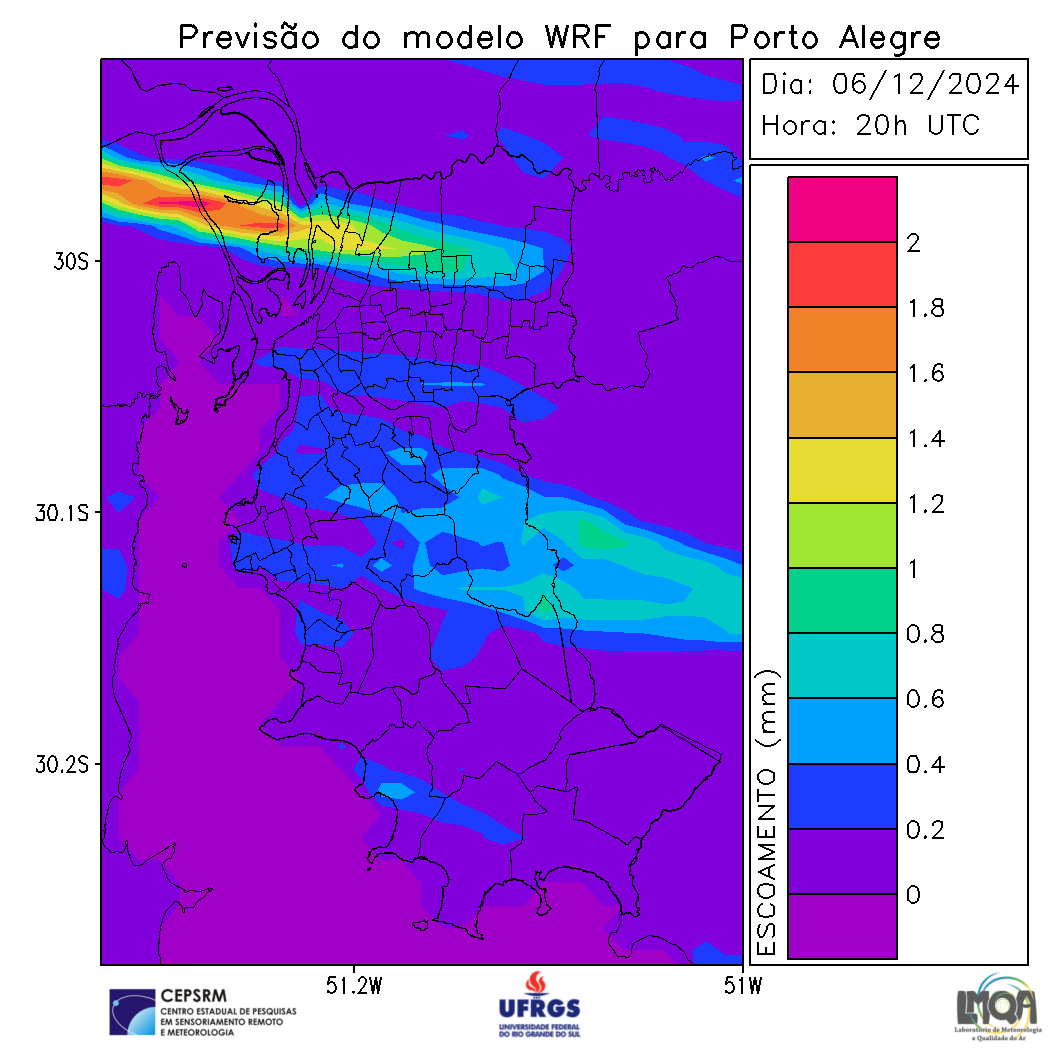 Previsão do modelo WRF para Porto Alegre
Dia: 06/12/2024
Hora: 20h UTC
30S
30.1S
30.2S
51.2W
51W
2
1.8
1.6
1.4
1.2
1
0.8
0.6
0.4
0.2
0
ESCOAMENTO (mm)
CEPSRM
CENTRO ESTADUAL DE PESQUISAS
EM SENSORIAMENTO REMOTO
E METEOROLOGIA
UFRGS
UNIVERSIDADE FEDERAL
DO RIO GRANDE DO SUL
LMQA
Laboratório de Meteorologia
e Qualidade do Ar